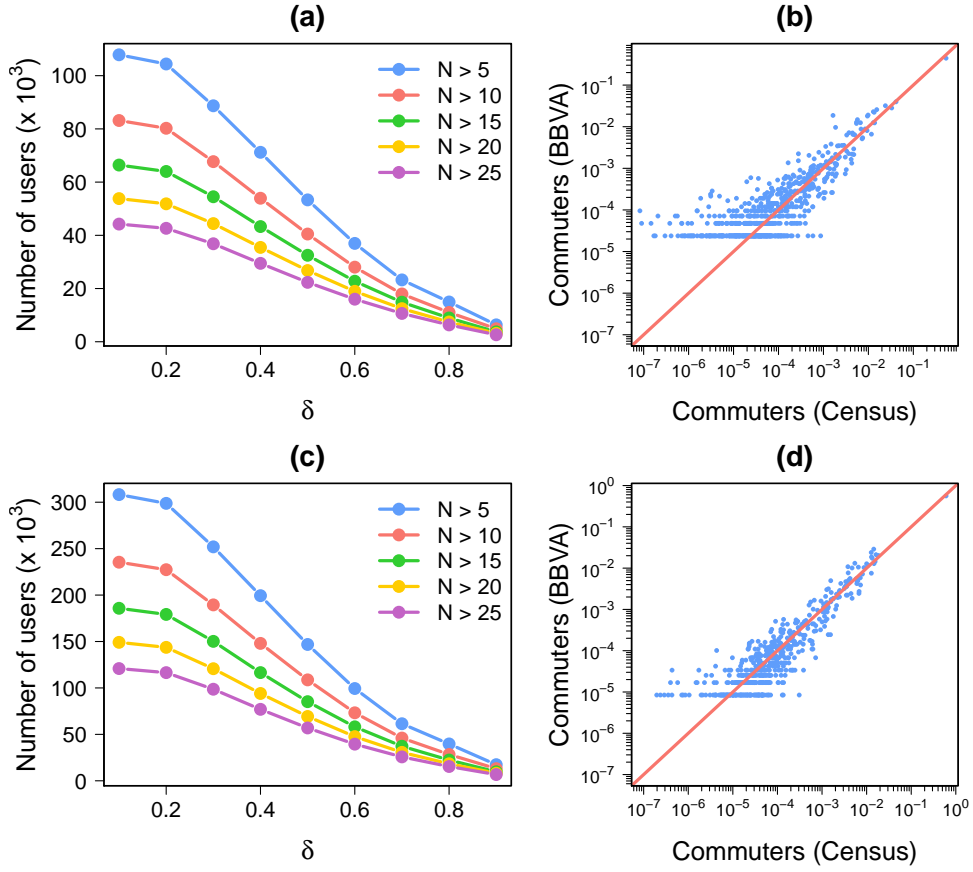 (a)
Number of users (x 10³)
100
80
60
40
20
0
0.2 0.4 0.6 0.8
δ
N > 5
N > 10
N > 15
N > 20
N > 25
(b)
Commuters (BBVA)
10⁻¹
10⁻²
10⁻³
10⁻⁴
10⁻⁵
10⁻⁶
10⁻⁷
10⁻⁷ 10⁻⁶ 10⁻⁵ 10⁻⁴ 10⁻³ 10⁻² 10⁻¹
Commuters (Census)
(c)
Number of users (x 10³)
300
250
200
150
100
50
0
0.2 0.4 0.6 0.8
δ
N > 5
N > 10
N > 15
N > 20
N > 25
(d)
Commuters (BBVA)
10⁰
10⁻¹
10⁻²
10⁻³
10⁻⁴
10⁻⁵
10⁻⁶
10⁻⁷
10⁻⁷ 10⁻⁶ 10⁻⁵ 10⁻⁴ 10⁻³ 10⁻² 10⁻¹ 10⁰
Commuters (Census)